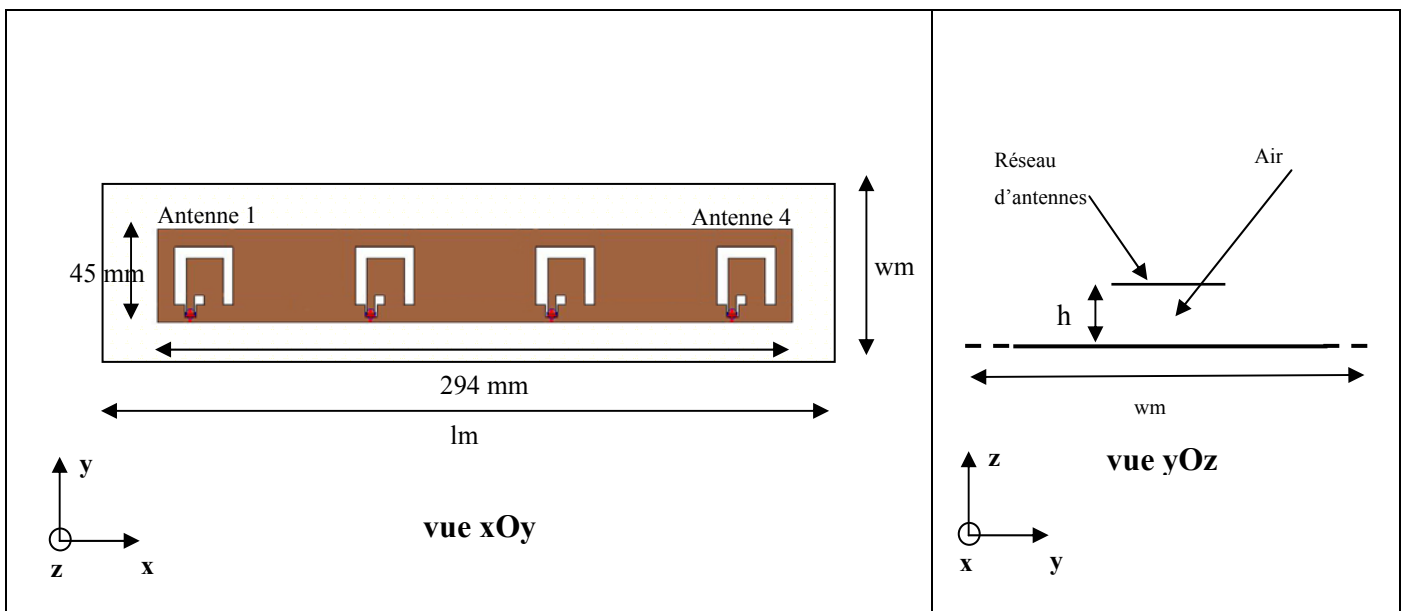 Antenne 1
Antenne 4
45 mm
wm
294 mm
lm
y
x
z
vue xOy
Réseau
d'antennes
Air
h
wm
vue yOz
z
x
y